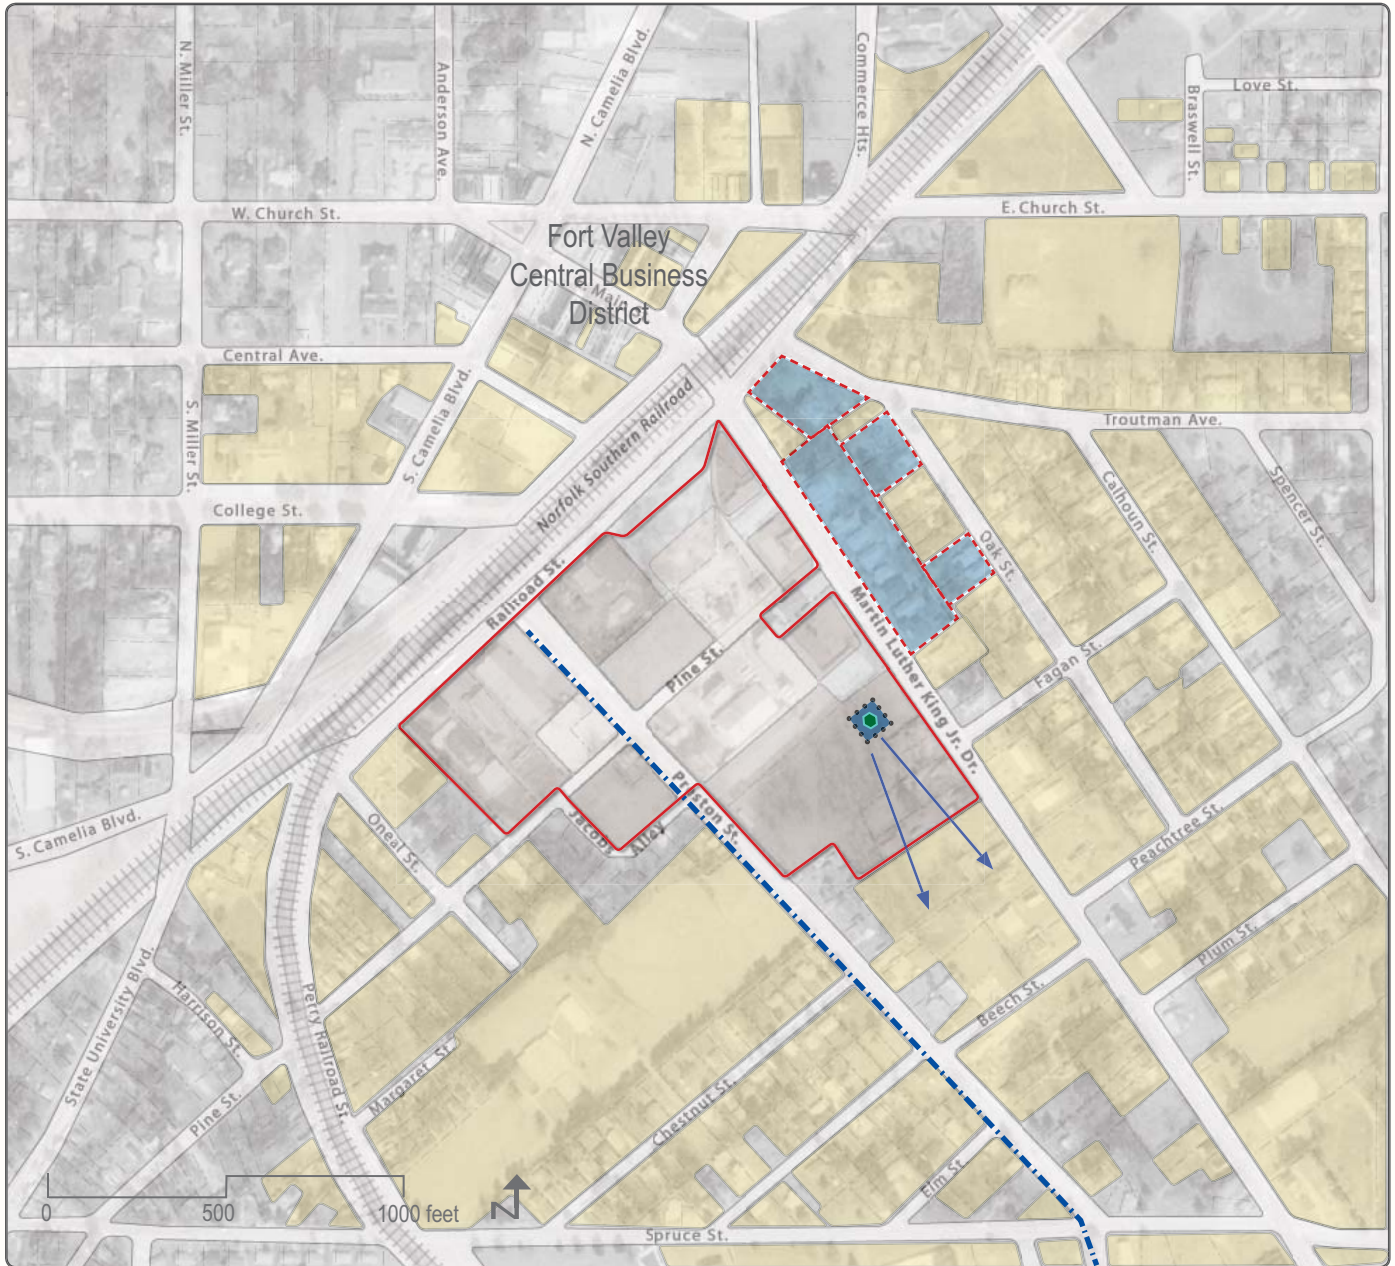 N. Miller St.
Anderson Ave.
N. Camelia Blvd.
Commerce Hts.
Braswell St.
Love St.
W. Church St.
E. Church St.
Fort Valley
Central Business
District
Main
Central Ave.
S. Miller St.
S. Camelia Blvd.
Norfolk Southern Railroad
Troutman Ave.
Calhoun St.
Spencer St.
College St.
Railroad St.
Oak St.
Martin Luther King Jr. Dr.
Pine St.
Fagan St.
Preston St.
Jacobs
Alley
S. Camelia Blvd.
Oneal St.
Peachtree St.
Plum St.
State University Blvd.
Harrison St.
Perry Railroad St.
Beech St.
Margaret St.
Pine St.
Chestnut St.
Elm St.
0 500 1000 feet
N
Spruce St.